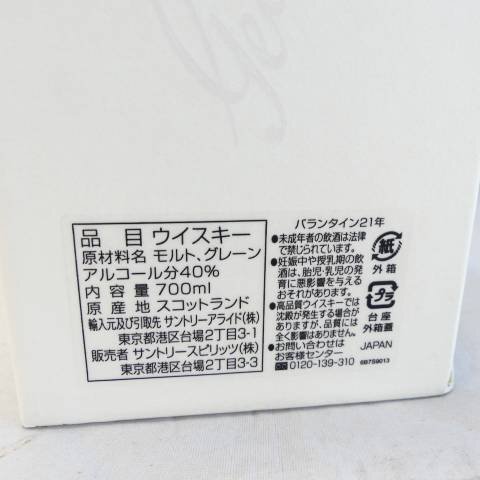 品目 ウイスキー
原材料名 モルト、グレーン
アルコール分40%
内容量 700ml
原産地 スコットランド
輸入元及び引取先 サントリーアライド(株)
東京都港区台場2丁目3-1
販売者 サントリースピリッツ(株)
東京都港区台場2丁目3-3
バランタイン21年
●未成年者の飲酒は法律
で禁じられています。
●妊娠中や授乳期の飲
酒は、胎児・乳児の発
育に悪影響を与える
おそれがあります。
●高品質ウイスキーでは
沈殿が発生する場合が
ありますが、品質には
全く影響がありません。
●お問い合わせは
お客様センター
0120-139-310
紙
外箱
プラ
台座
外箱蓋
JAPAN
6B7S9013